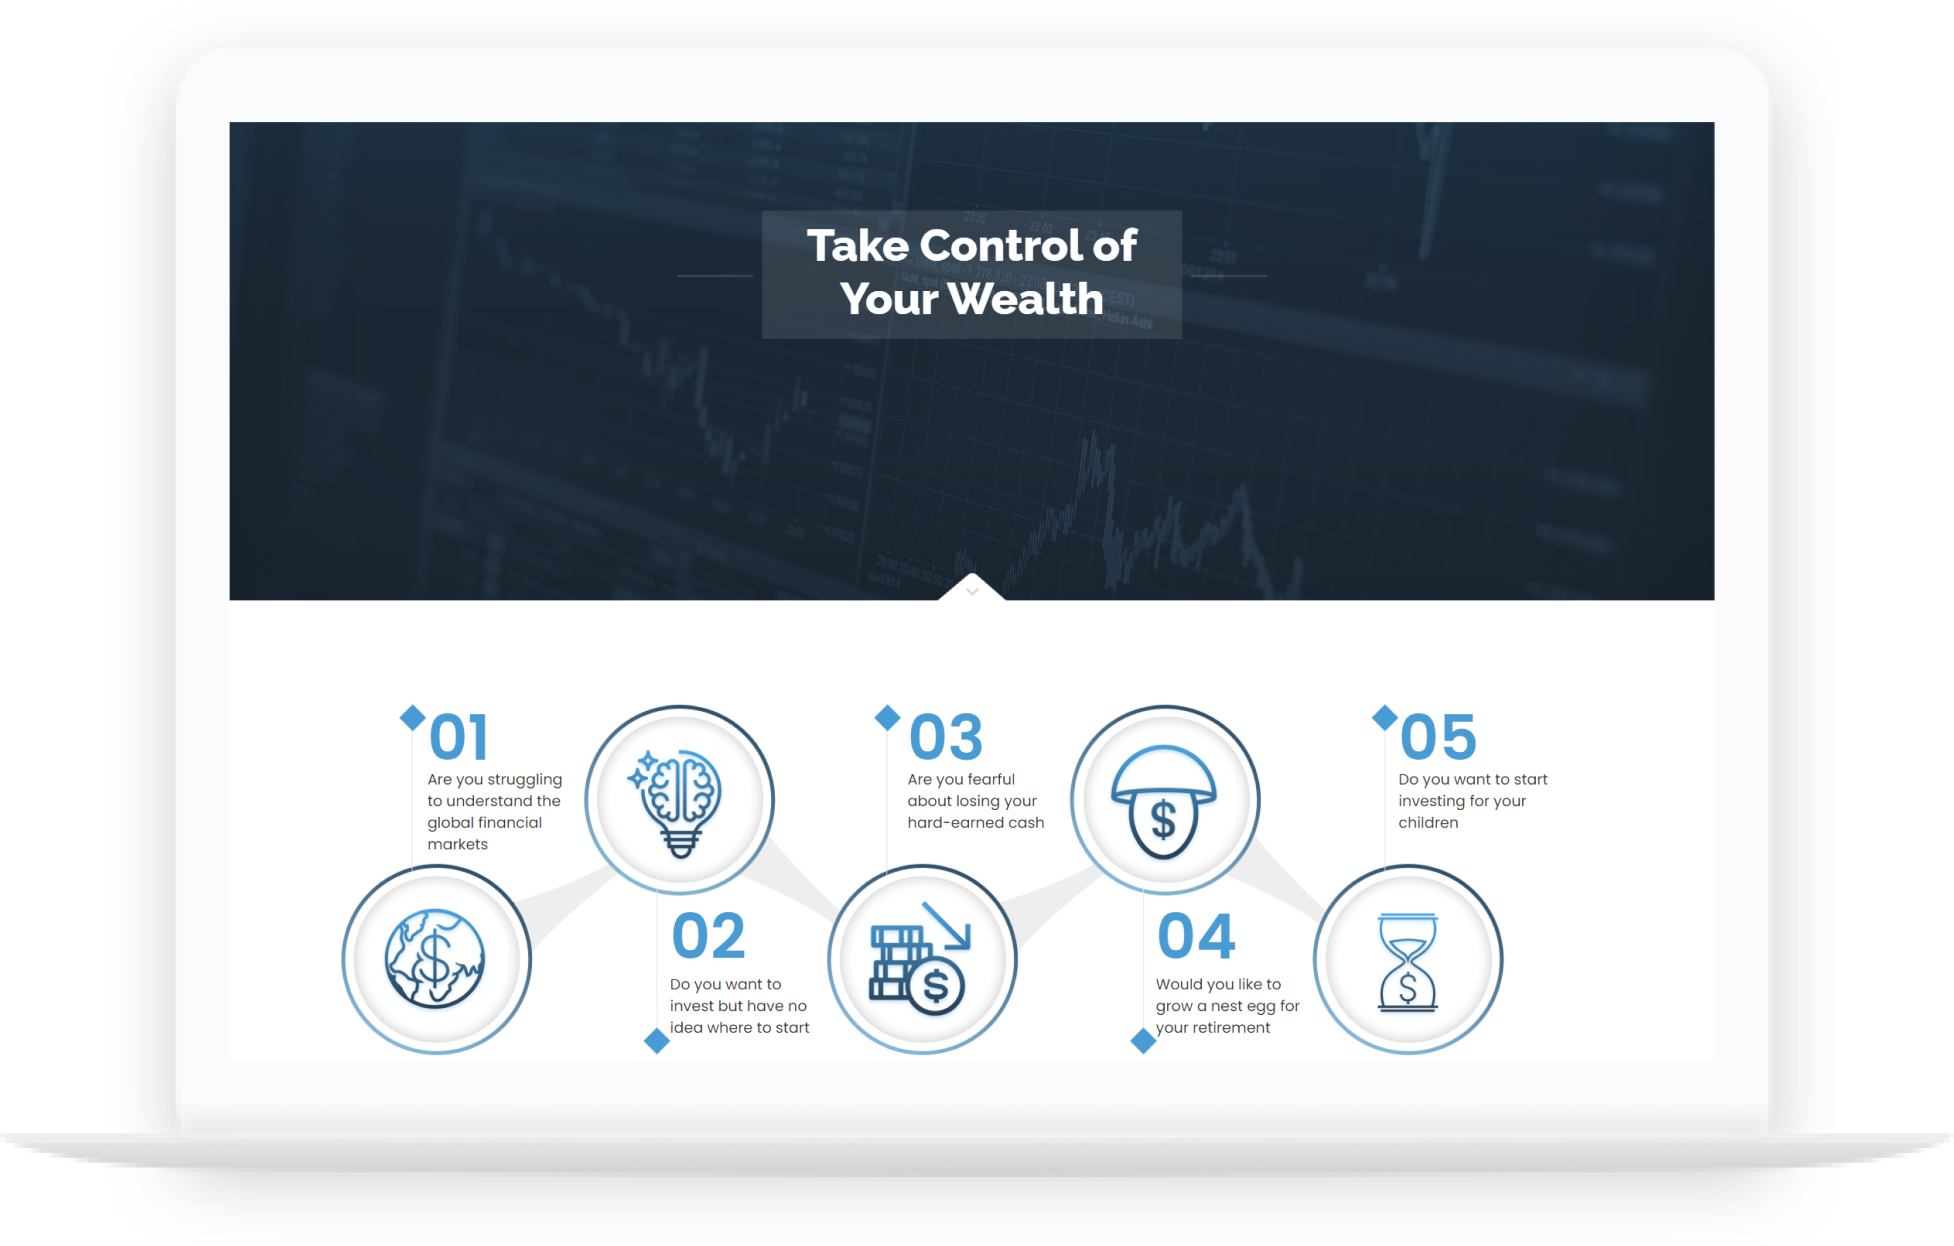 Take Control of
Your Wealth
01
Are you struggling
to understand the
global financial
markets
02
Do you want to
invest but have no
idea where to start
03
Are you fearful
about losing your
hard-earned cash
04
Would you like to
grow a nest egg for
your retirement
05
Do you want to start
investing for your
children